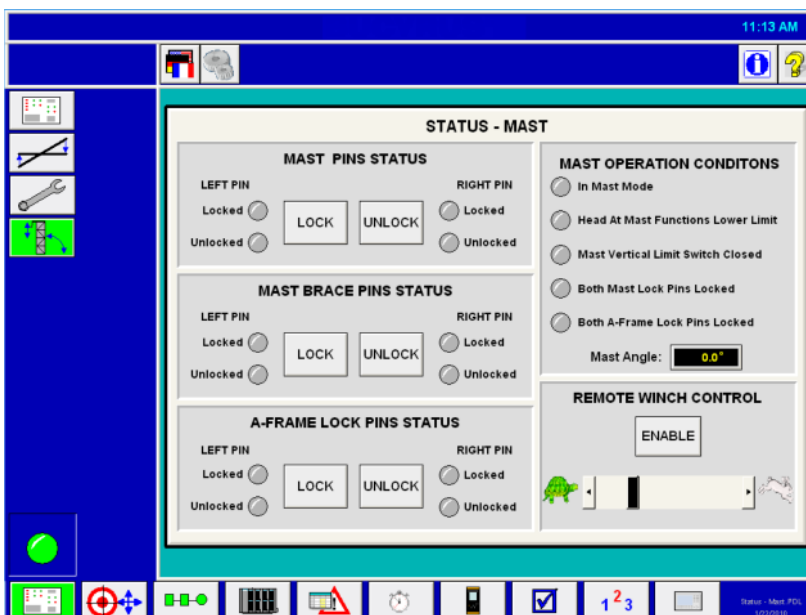 11:13 AM
STATUS - MAST
MAST PINS STATUS
LEFT PIN
RIGHT PIN
Locked
LOCK
UNLOCK
Locked
Unlocked
Unlocked
MAST BRACE PINS STATUS
LEFT PIN
RIGHT PIN
Locked
LOCK
UNLOCK
Locked
Unlocked
Unlocked
A-FRAME LOCK PINS STATUS
LEFT PIN
RIGHT PIN
Locked
LOCK
UNLOCK
Locked
Unlocked
Unlocked
MAST OPERATION CONDITONS
In Mast Mode
Head At Mast Functions Lower Limit
Mast Vertical Limit Switch Closed
Both Mast Lock Pins Locked
Both A-Frame Lock Pins Locked
Mast Angle: 0.0°
REMOTE WINCH CONTROL
ENABLE
1 2 3
Status - Mast PDL